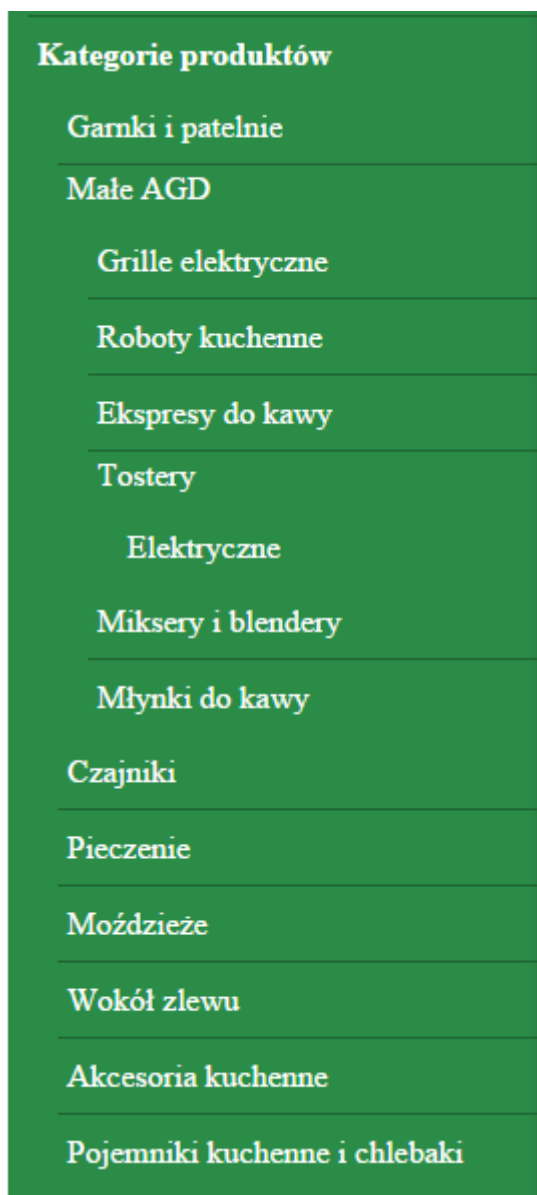 Kategorie produktów
Garnki i patelnie
Małe AGD
Grille elektryczne
Roboty kuchenne
Ekspresy do kawy
Tostery
Elektryczne
Miksery i blendery
Młynki do kawy
Czajniki
Pieczenie
Moździeże
Wokół zlewu
Akcesoria kuchenne
Pojemniki kuchenne i chlebaki